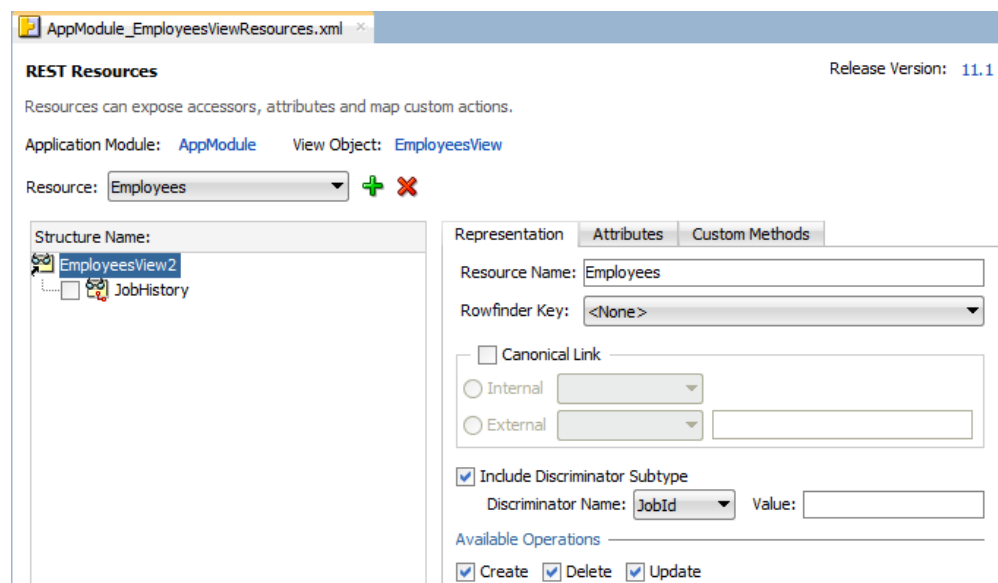 AppModule_EmployeesViewResources.xml
REST Resources Release Version: 11.1
Resources can expose accessors, attributes and map custom actions.
Application Module: AppModule View Object: EmployeesView
Resource: Employees
Structure Name:
EmployeesView2
JobHistory
Representation Attributes Custom Methods
Resource Name: Employees
Rowfinder Key: <None>
Canonical Link
Internal
External
Include Discriminator Subtype
Discriminator Name: JobId Value:
Available Operations
Create Delete Update